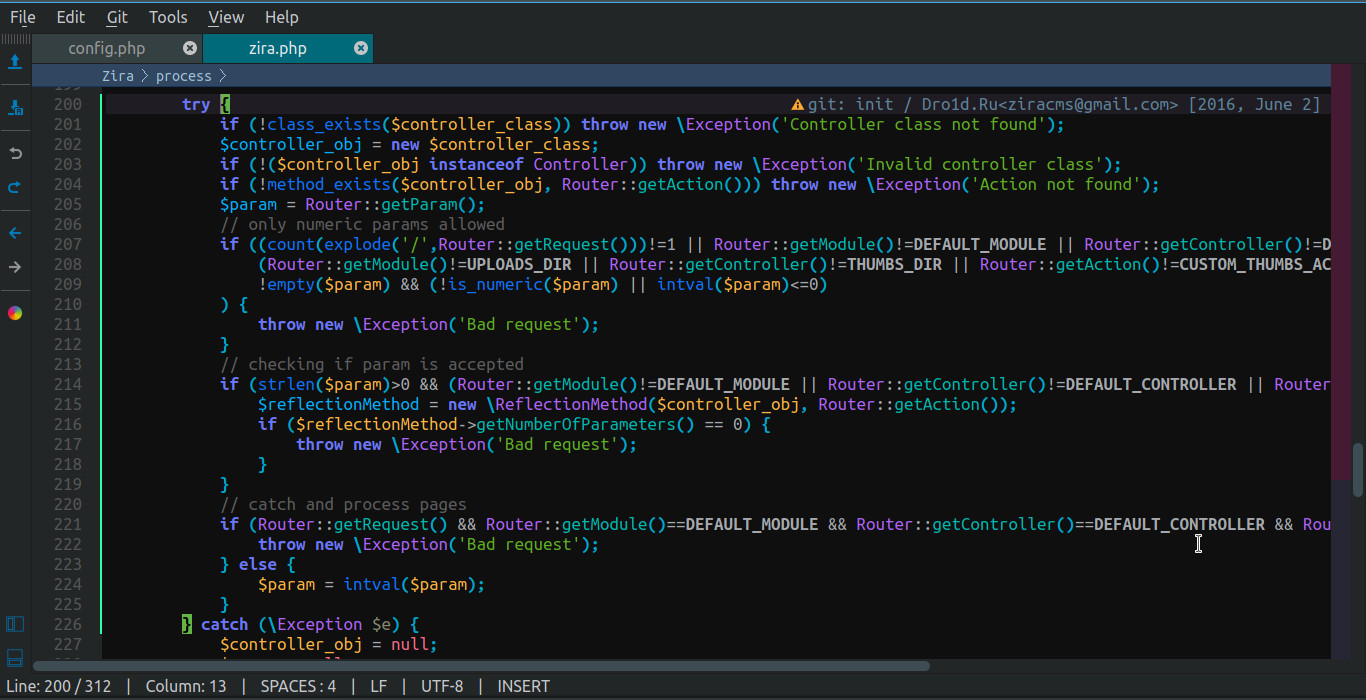 File Edit Git Tools View Help
config.php zira.php
Zira > process >
200 try { git: init / Dro1d.Ru<ziracms@gmail.com> [2016, June 2]
201 if (!class_exists($controller_class)) throw new \Exception('Controller class not found');
202 $controller_obj = new $controller_class;
203 if (!($controller_obj instanceof Controller)) throw new \Exception('Invalid controller class');
204 if (!method_exists($controller_obj, Router::getAction())) throw new \Exception('Action not found');
205 $param = Router::getParam();
206 // only numeric params allowed
207 if ((count(explode('/',Router::getRequest()))!=1 || Router::getModule()!=DEFAULT_MODULE || Router::getController()!=D
208 (Router::getModule()!=UPLOADS_DIR || Router::getController()!=THUMBS_DIR || Router::getAction()!=CUSTOM_THUMBS_AC
209 !empty($param) && (!is_numeric($param) || intval($param)<=0)
210 ) {
211 throw new \Exception('Bad request');
212 }
213 // checking if param is accepted
214 if (strlen($param)>0 && (Router::getModule()!=DEFAULT_MODULE || Router::getController()!=DEFAULT_CONTROLLER || Router
215 $reflectionMethod = new \ReflectionMethod($controller_obj, Router::getAction());
216 if ($reflectionMethod->getNumberOfParameters() == 0) {
217 throw new \Exception('Bad request');
218 }
219 }
220 // catch and process pages
221 if (Router::getRequest() && Router::getModule()==DEFAULT_MODULE && Router::getController()==DEFAULT_CONTROLLER && Rou
222 throw new \Exception('Bad request');
223 } else {
224 $param = intval($param);
225 }
226 } catch (\Exception $e) {
227 $controller_obj = null;
Line: 200 / 312 | Column: 13 | SPACES : 4 | LF | UTF-8 | INSERT